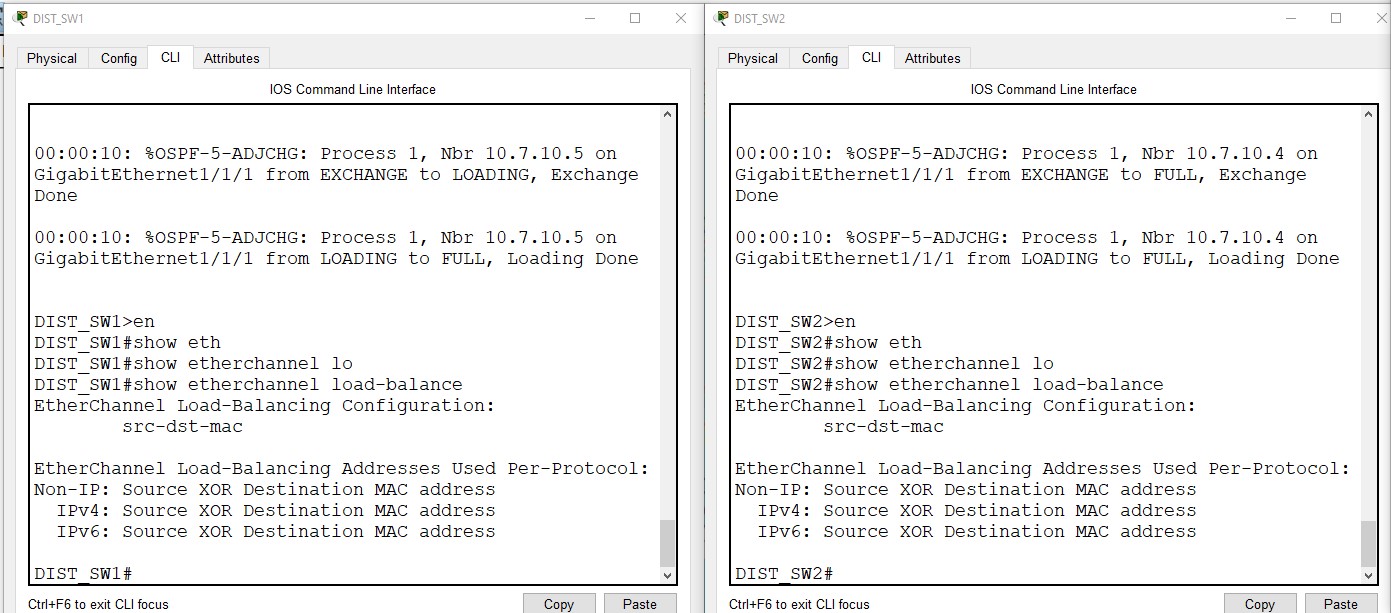 DIST_SW1
Physical Config CLI Attributes
IOS Command Line Interface
00:00:10: %OSPF-5-ADJCHG: Process 1, Nbr 10.7.10.5 on
GigabitEthernet1/1/1 from EXCHANGE to LOADING, Exchange
Done
00:00:10: %OSPF-5-ADJCHG: Process 1, Nbr 10.7.10.5 on
GigabitEthernet1/1/1 from LOADING to FULL, Loading Done
DIST_SW1>en
DIST_SW1#show eth
DIST_SW1#show etherchannel lo
DIST_SW1#show etherchannel load-balance
EtherChannel Load-Balancing Configuration:
src-dst-mac
EtherChannel Load-Balancing Addresses Used Per-Protocol:
Non-IP: Source XOR Destination MAC address
IPv4: Source XOR Destination MAC address
IPv6: Source XOR Destination MAC address
DIST_SW1#
Ctrl+F6 to exit CLI focus
Copy Paste
DIST_SW2
Physical Config CLI Attributes
IOS Command Line Interface
00:00:10: %OSPF-5-ADJCHG: Process 1, Nbr 10.7.10.4 on
GigabitEthernet1/1/1 from EXCHANGE to FULL, Exchange
Done
00:00:10: %OSPF-5-ADJCHG: Process 1, Nbr 10.7.10.4 on
GigabitEthernet1/1/1 from LOADING to FULL, Loading Done
DIST_SW2>en
DIST_SW2#show eth
DIST_SW2#show etherchannel lo
DIST_SW2#show etherchannel load-balance
EtherChannel Load-Balancing Configuration:
src-dst-mac
EtherChannel Load-Balancing Addresses Used Per-Protocol:
Non-IP: Source XOR Destination MAC address
IPv4: Source XOR Destination MAC address
IPv6: Source XOR Destination MAC address
DIST_SW2#
Ctrl+F6 to exit CLI focus
Copy Paste